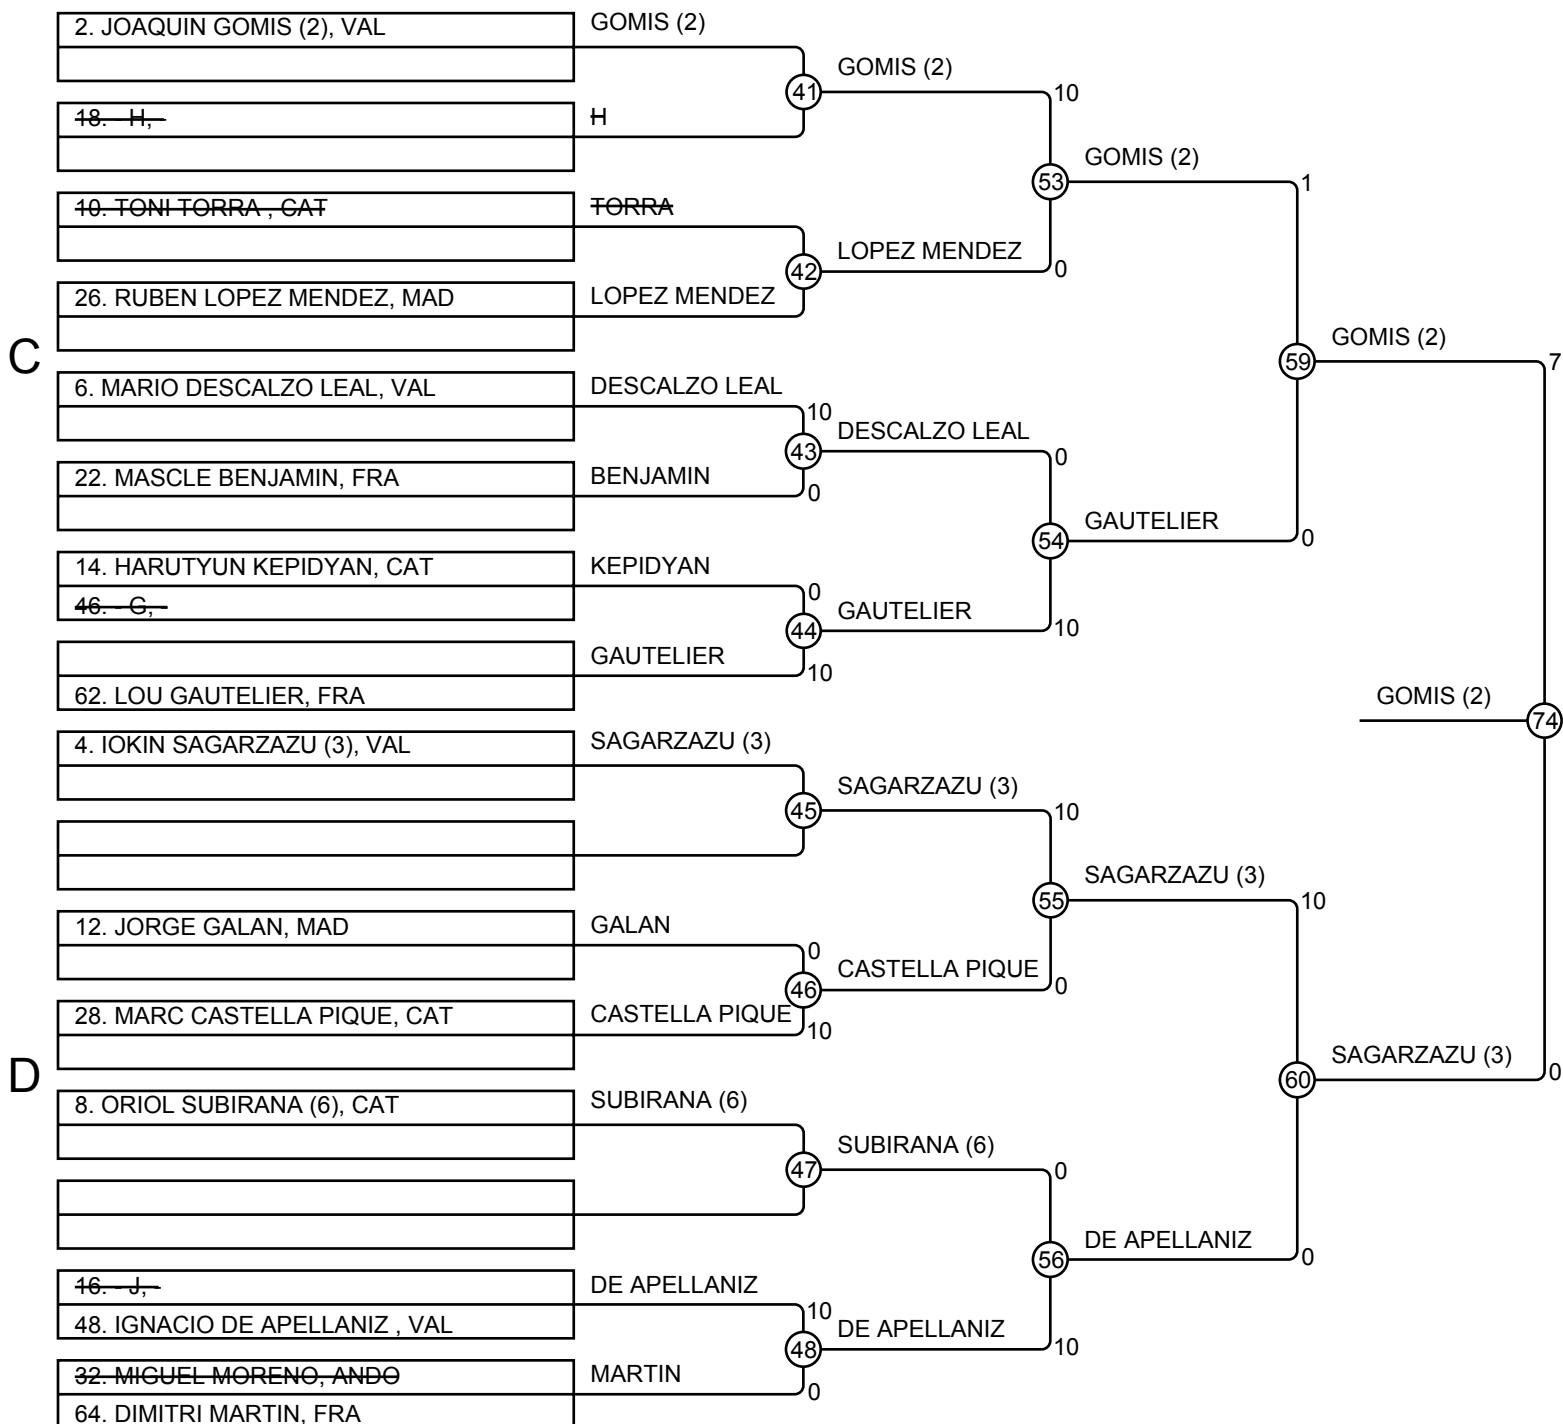 2. JOAQUIN GOMIS (2), VAL
GOMIS (2)
GOMIS (2)
41
10
18. - H, -
H
GOMIS (2)
53
1
10. TONI TORRA , CAT
TORRA
LOPEZ MENDEZ
42
0
26. RUBEN LOPEZ MENDEZ, MAD
LOPEZ MENDEZ
C
GOMIS (2)
59
7
6. MARIO DESCALZO LEAL, VAL
DESCALZO LEAL
10
DESCALZO LEAL
43
0
22. MASCLE BENJAMIN, FRA
BENJAMIN
0
GAUTELIER
54
0
14. HARUTYUN KEPIDYAN, CAT
KEPIDYAN
0
46. - G, -
GAUTELIER
44
10
GAUTELIER
10
62. LOU GAUTELIER, FRA
GOMIS (2)
74
4. IOKIN SAGARZAZU (3), VAL
SAGARZAZU (3)
SAGARZAZU (3)
45
10
SAGARZAZU (3)
55
10
12. JORGE GALAN, MAD
GALAN
0
CASTELLA PIQUE
46
0
28. MARC CASTELLA PIQUE, CAT
CASTELLA PIQUE
10
D
SAGARZAZU (3)
60
0
8. ORIOL SUBIRANA (6), CAT
SUBIRANA (6)
SUBIRANA (6)
47
0
DE APELLANIZ
56
0
16. - J, -
DE APELLANIZ
10
48. IGNACIO DE APELLANIZ , VAL
DE APELLANIZ
48
10
32. MIGUEL MORENO, ANDO
MARTIN
0
64. DIMITRI MARTIN, FRA